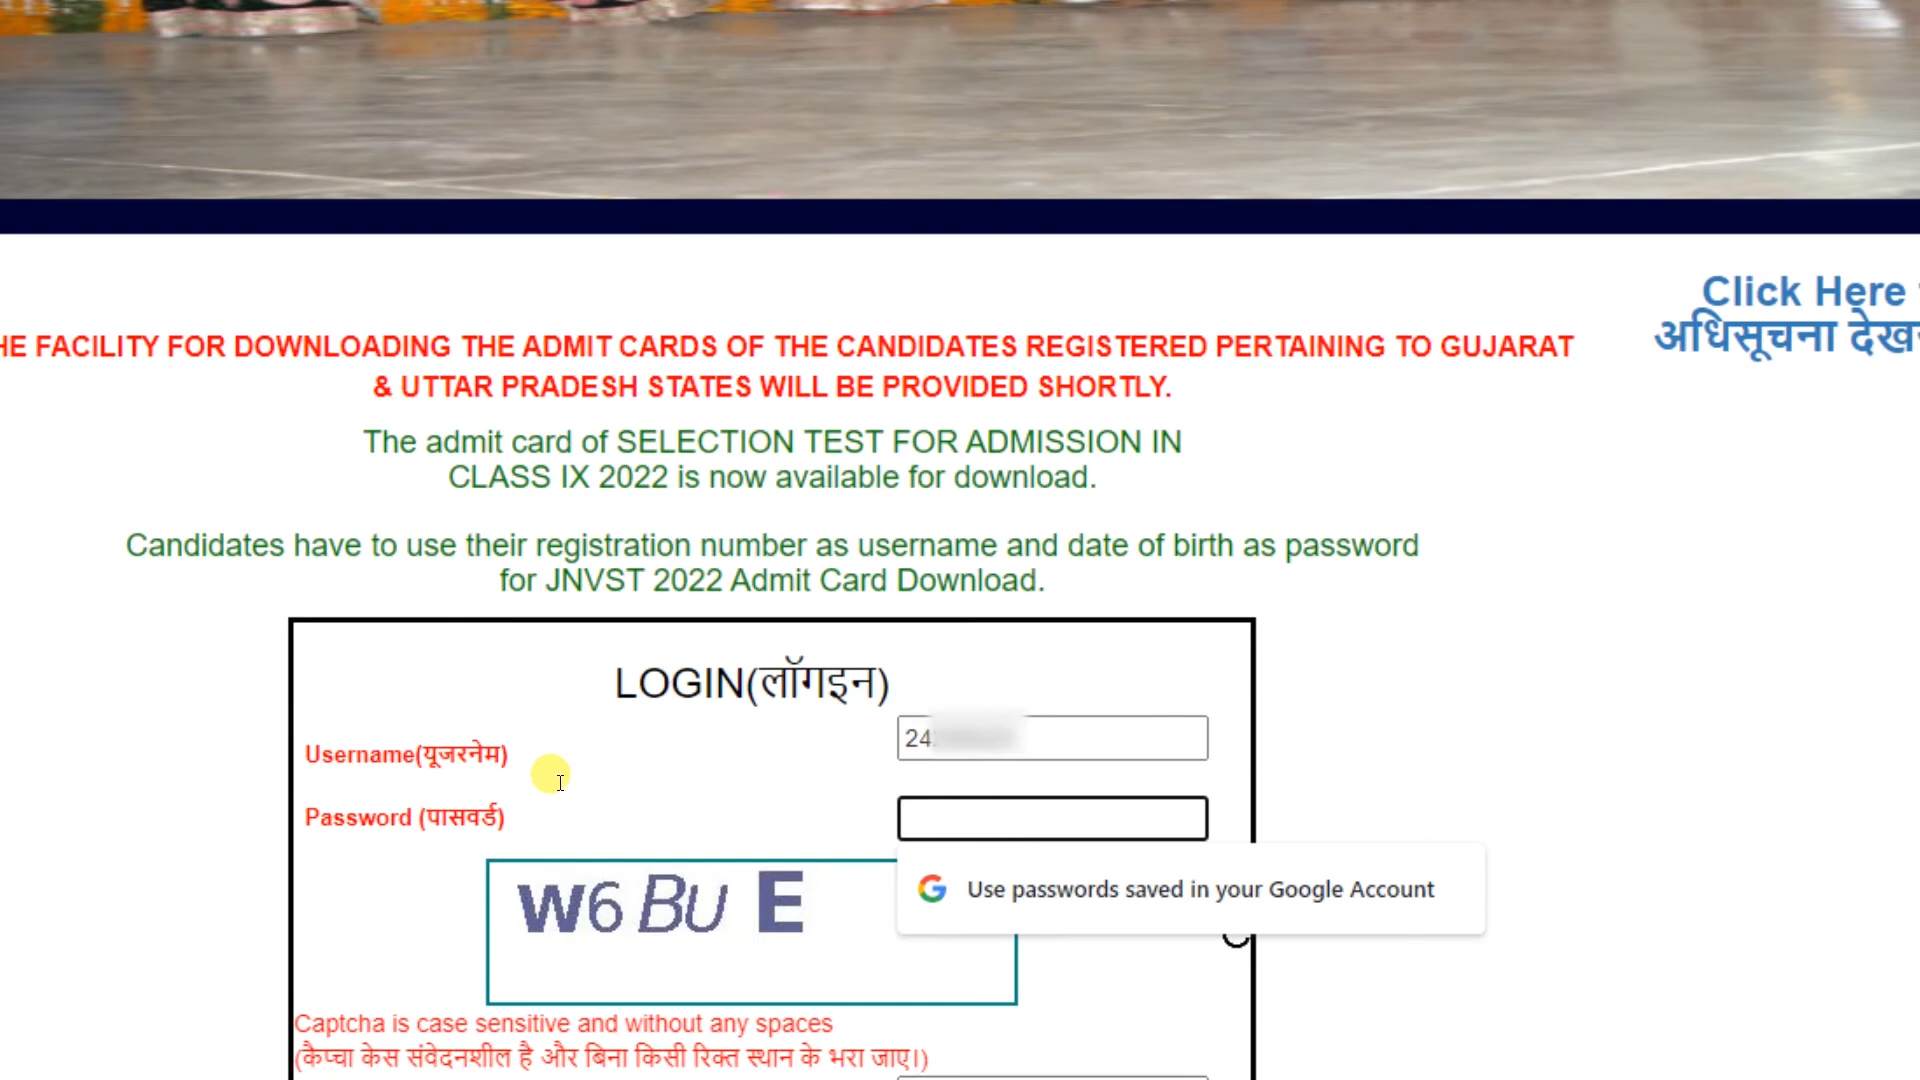 Click Here
अधिसूचना
HE FACILITY FOR DOWNLOADING THE ADMIT CARDS OF THE CANDIDATES REGISTERED PERTAINING TO GUJARAT
& UTTAR PRADESH STATES WILL BE PROVIDED SHORTLY.
The admit card of SELECTION TEST FOR ADMISSION IN
CLASS IX 2022 is now available for download.
Candidates have to use their registration number as username and date of birth as password
for JNVST 2022 Admit Card Download.
LOGIN(लॉगइन)
Username(यूजरनेम)
24
Password (पासवर्ड)
Use passwords saved in your Google Account
w6 BU E
Captcha is case sensitive and without any spaces
(कैप्चा केस संवेदनशील है और बिना किसी रिक्त स्थान के भरा जाए।)